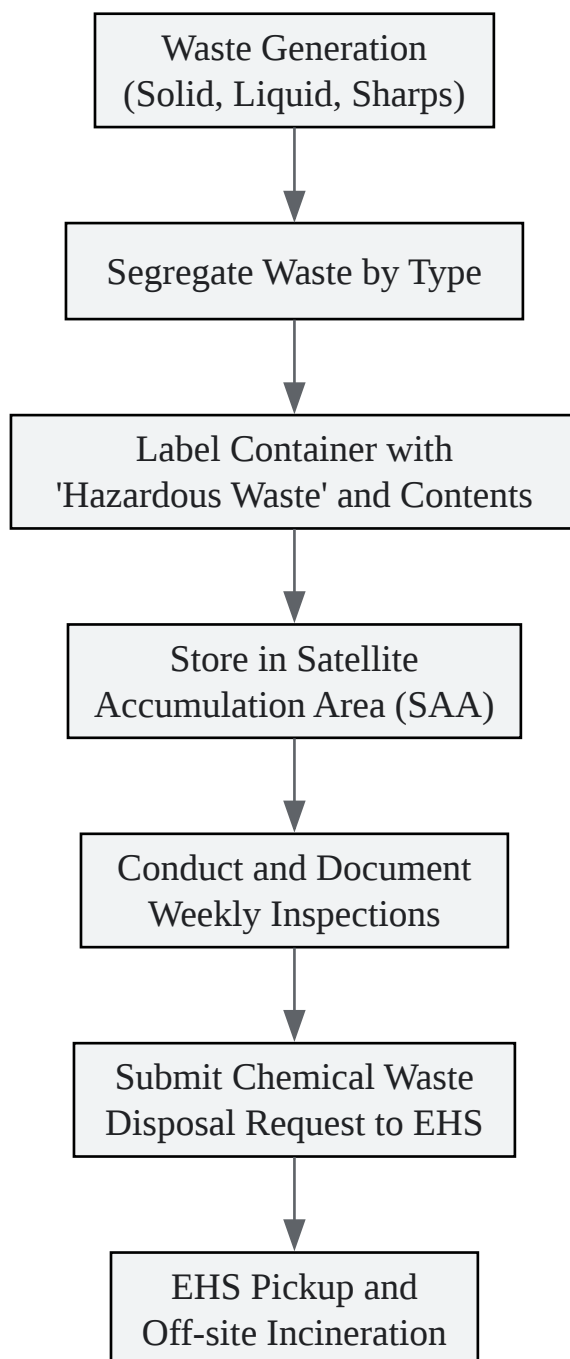 Waste Generation
(Solid, Liquid, Sharps)
Segregate Waste by Type
Label Container with
'Hazardous Waste' and Contents
Store in Satellite
Accumulation Area (SAA)
Conduct and Document
Weekly Inspections
Submit Chemical Waste
Disposal Request to EHS
EHS Pickup and
Off-site Incineration